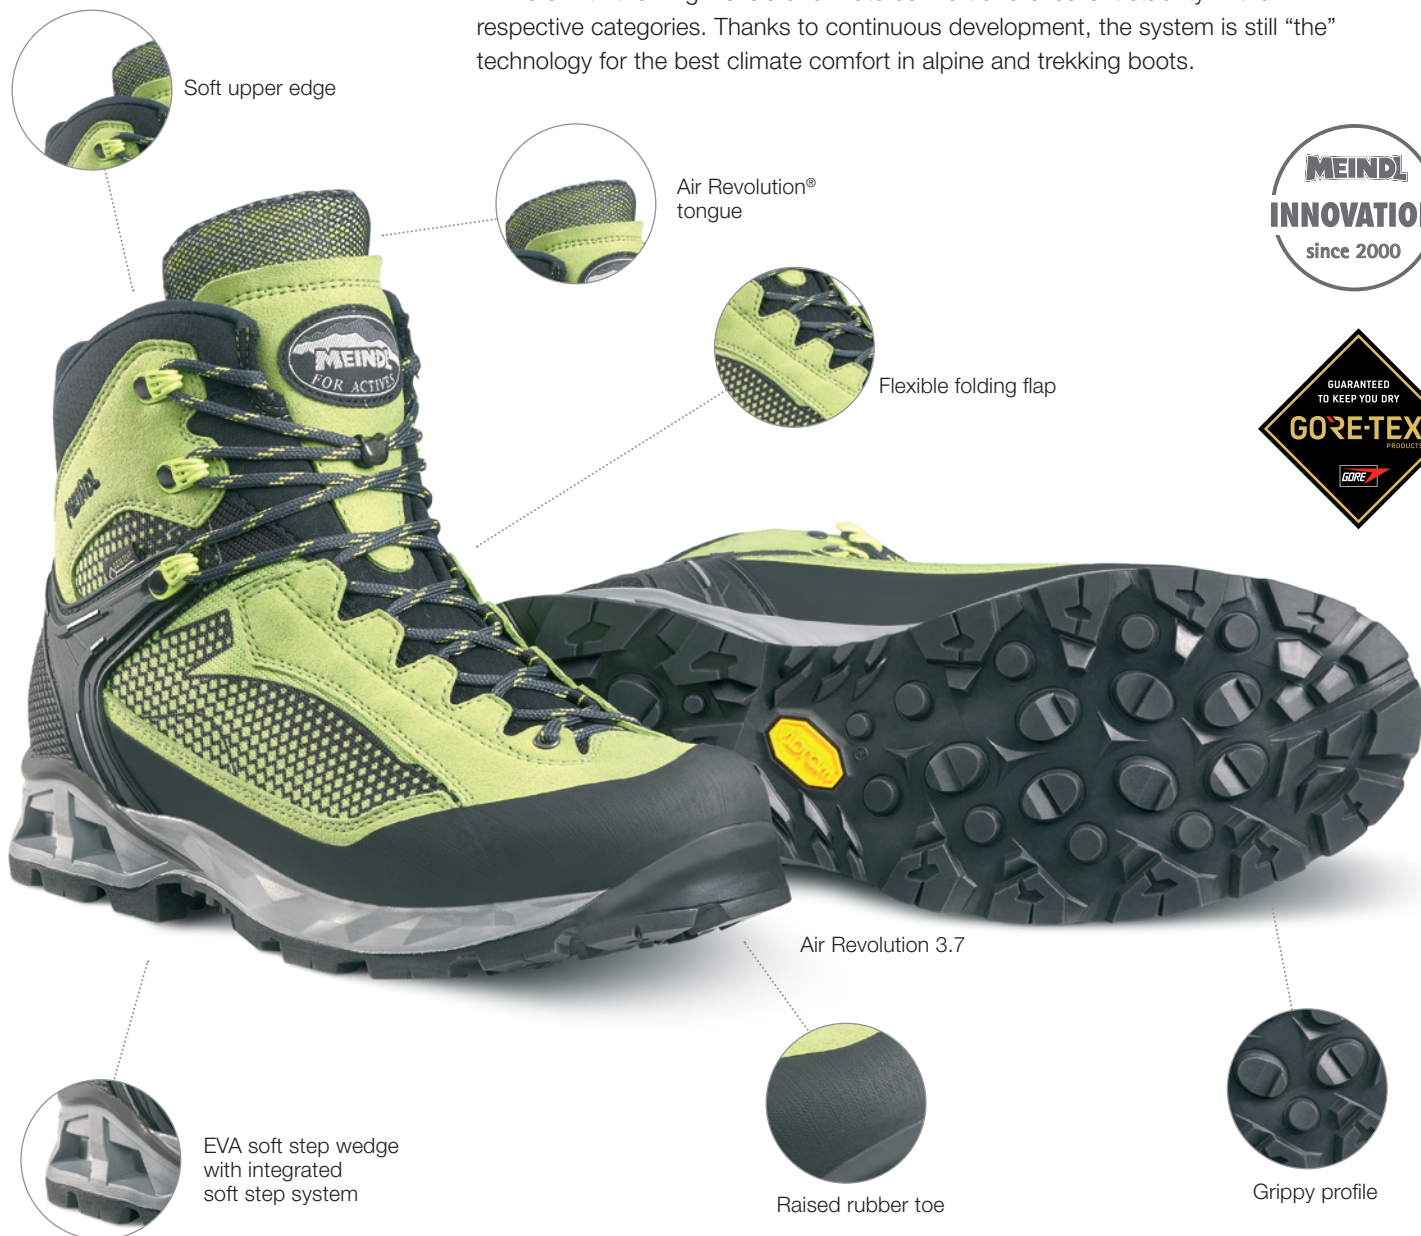 respective categories. Thanks to continuous development, the system is still “the”
technology for the best climate comfort in alpine and trekking boots.
Soft upper edge
Air Revolution®
tongue
MEINDL
INNOVATIO
since 2000
Flexible folding flap
GUARANTEED
TO KEEP YOU DRY
GORE-TEX
PRODUCTS
GORE
MEINDL
FOR ACTIVES
MEINDL
vibram
Air Revolution 3.7
EVA soft step wedge
with integrated
soft step system
Raised rubber toe
Grippy profile